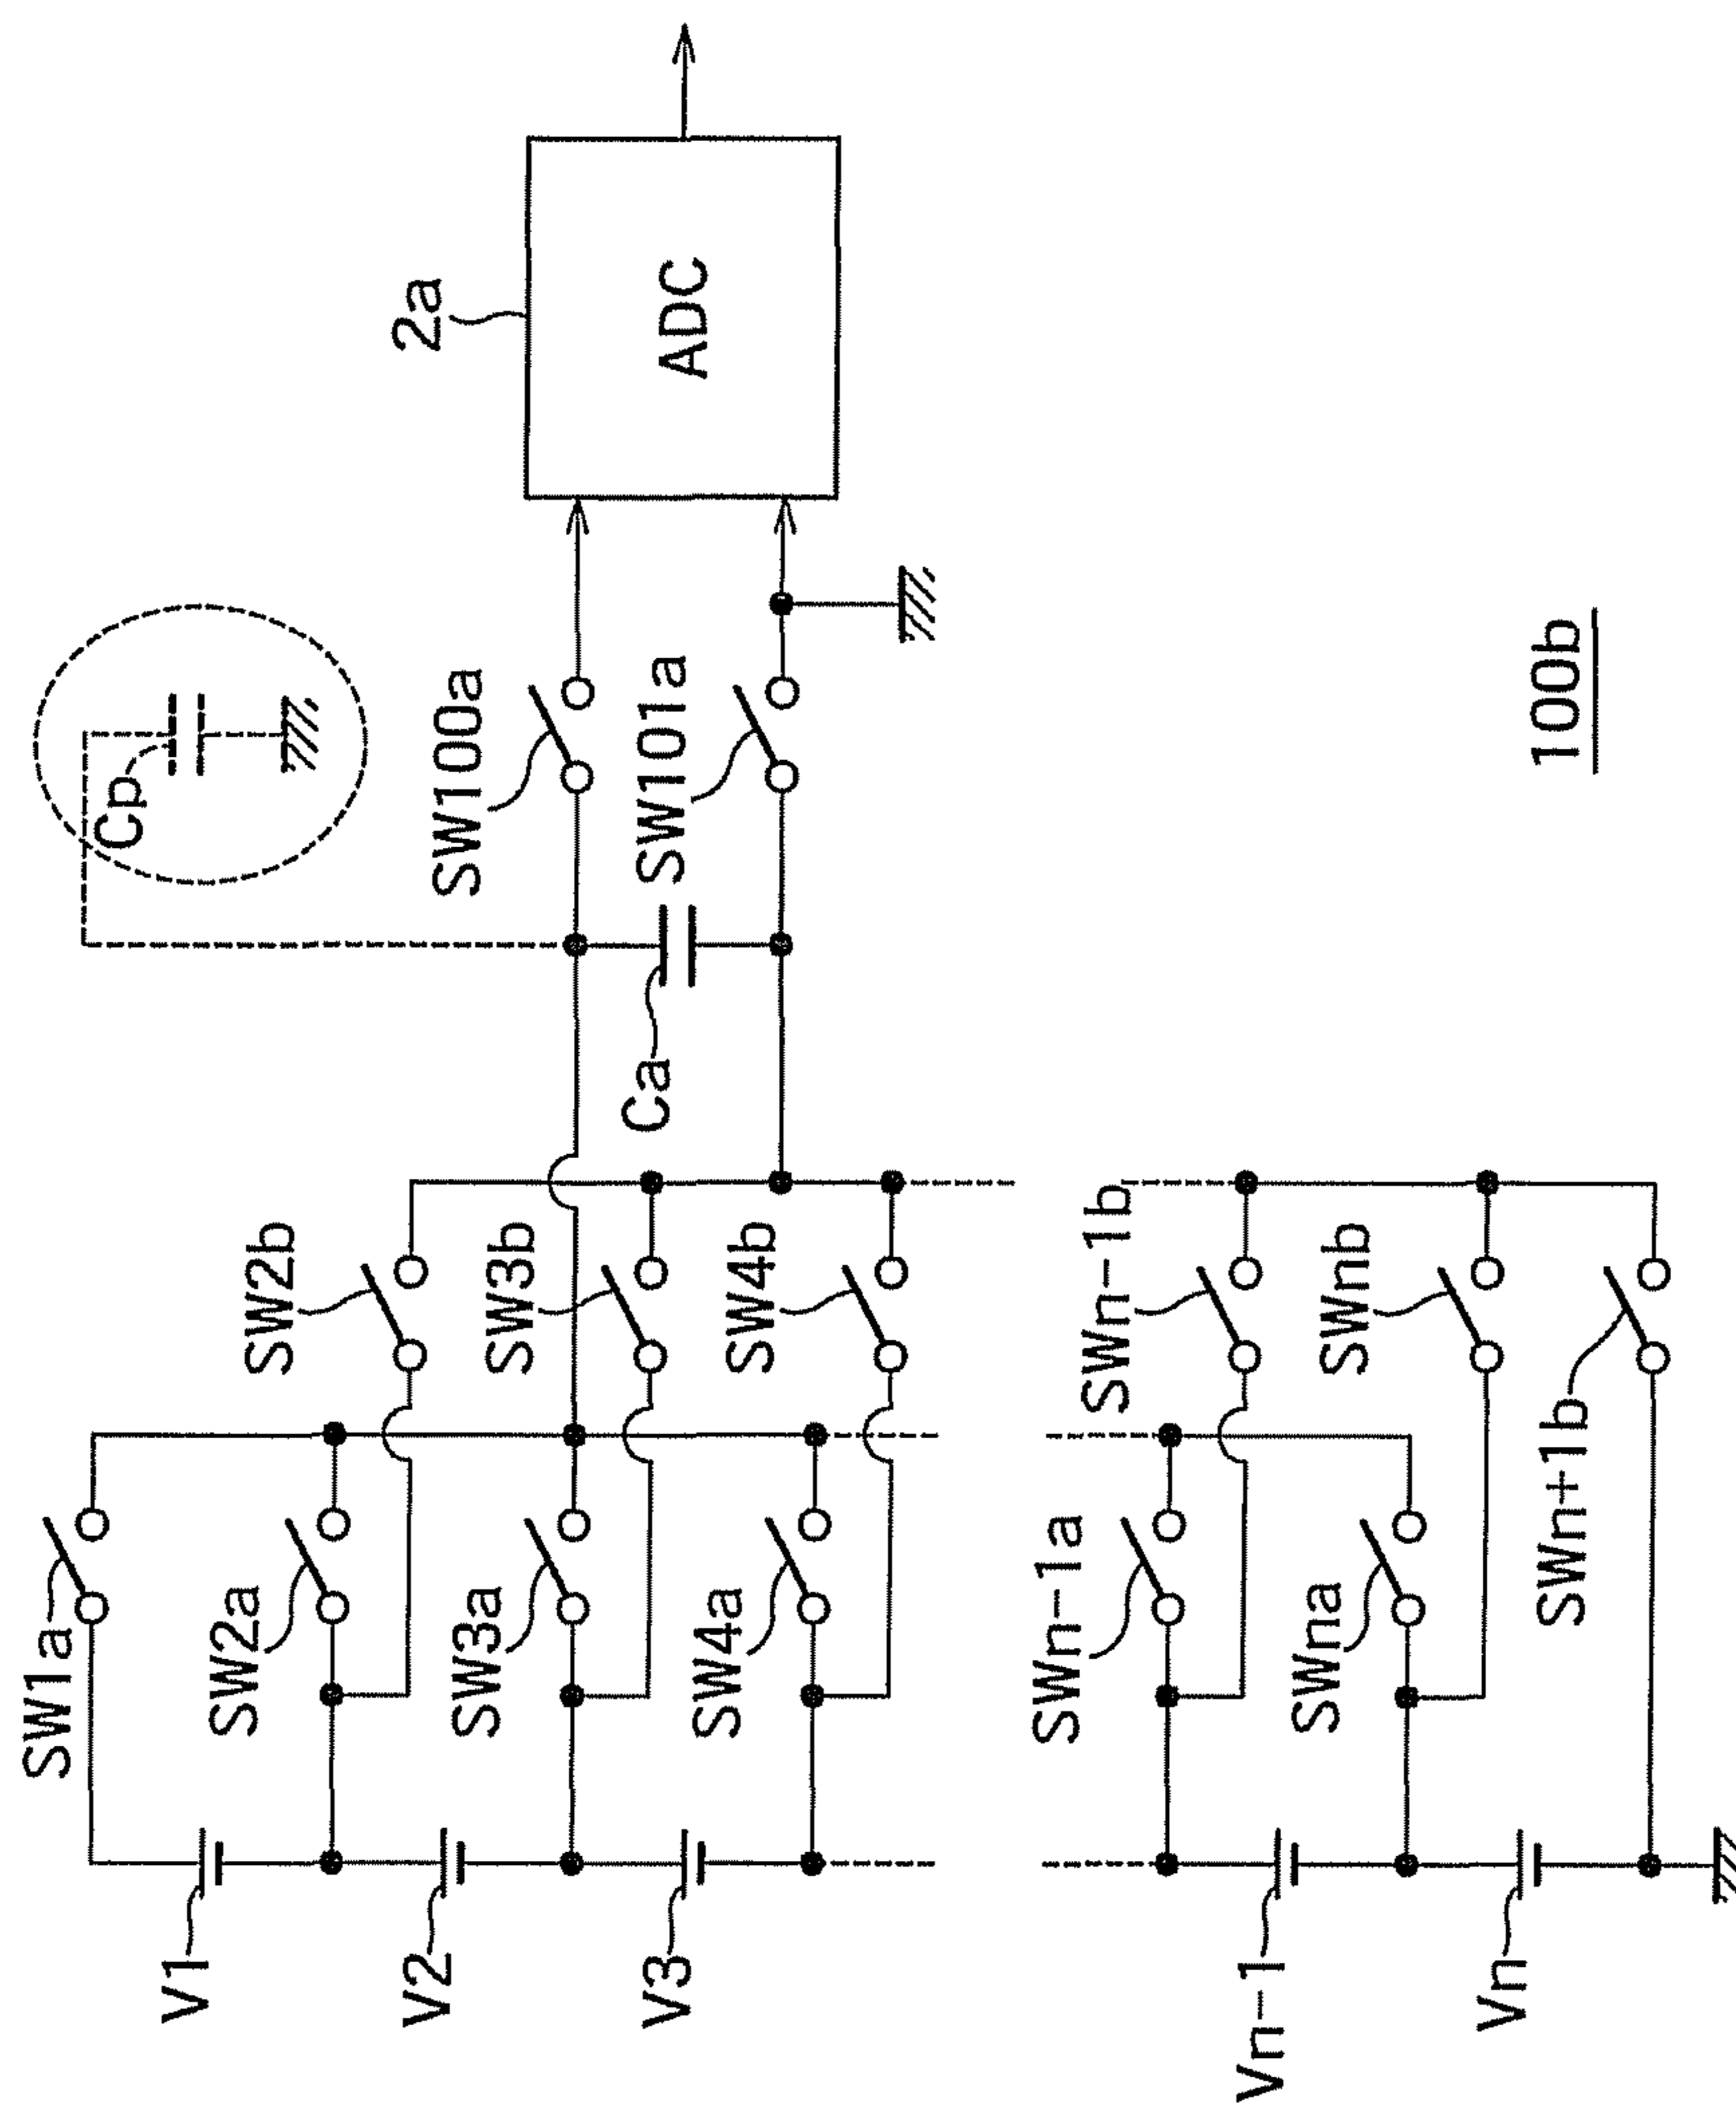 V1
V2
V3
Vn-1
Vn
SW1a
SW2a
SW3a
SW4a
SWn-1a
SWna
SW2b
SW3b
SW4b
SWn-1b
SWnb
SWn+1b
Ca
Cp
SW100a
SW101a
2a
ADC
100b